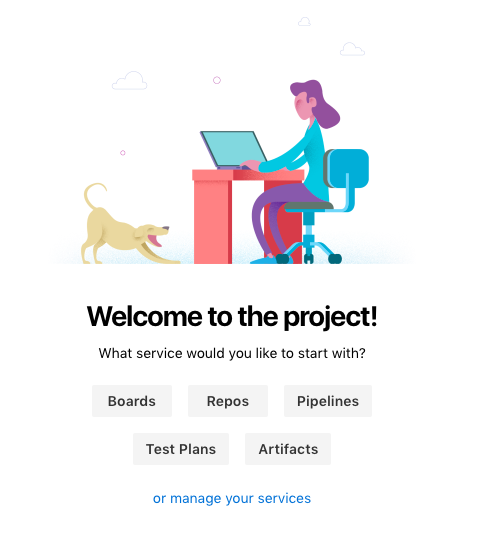 Welcome to the project!
What service would you like to start with?
Boards Repos Pipelines
Test Plans Artifacts
or manage your services